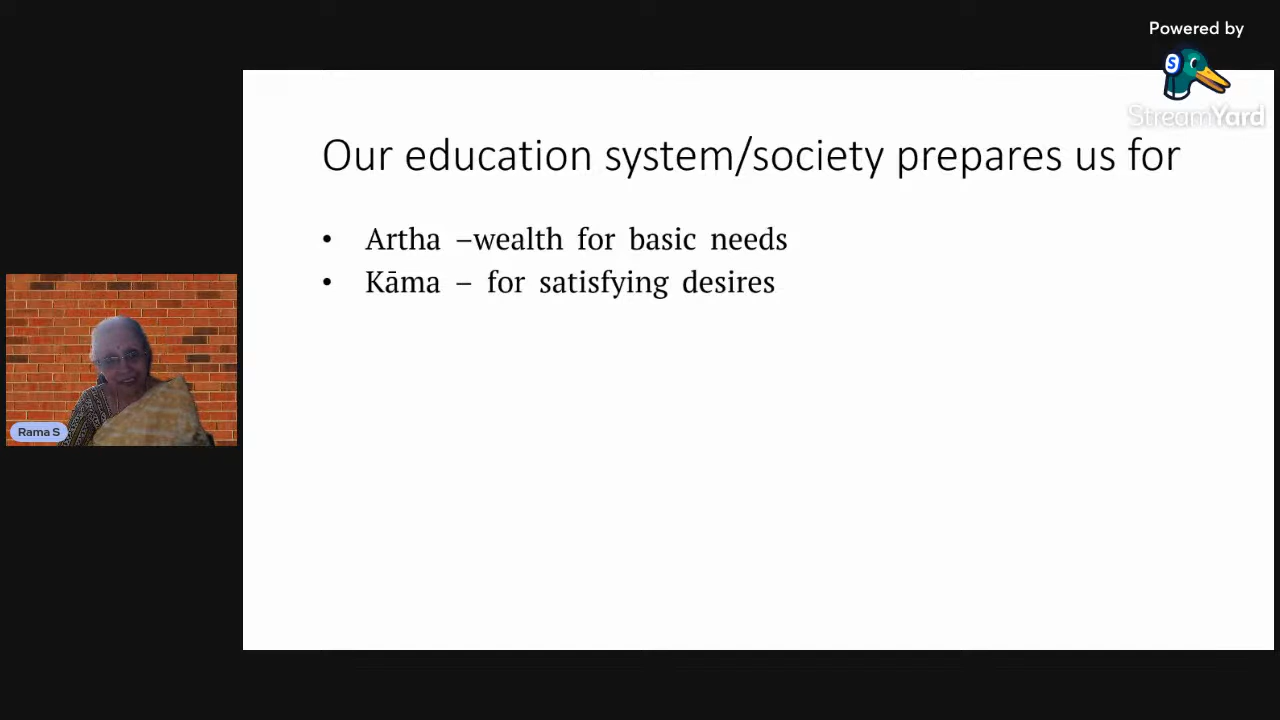 Powered by
StreamYard
Our education system/society prepares us for
• Artha –wealth for basic needs
• Kāma – for satisfying desires
Rama S